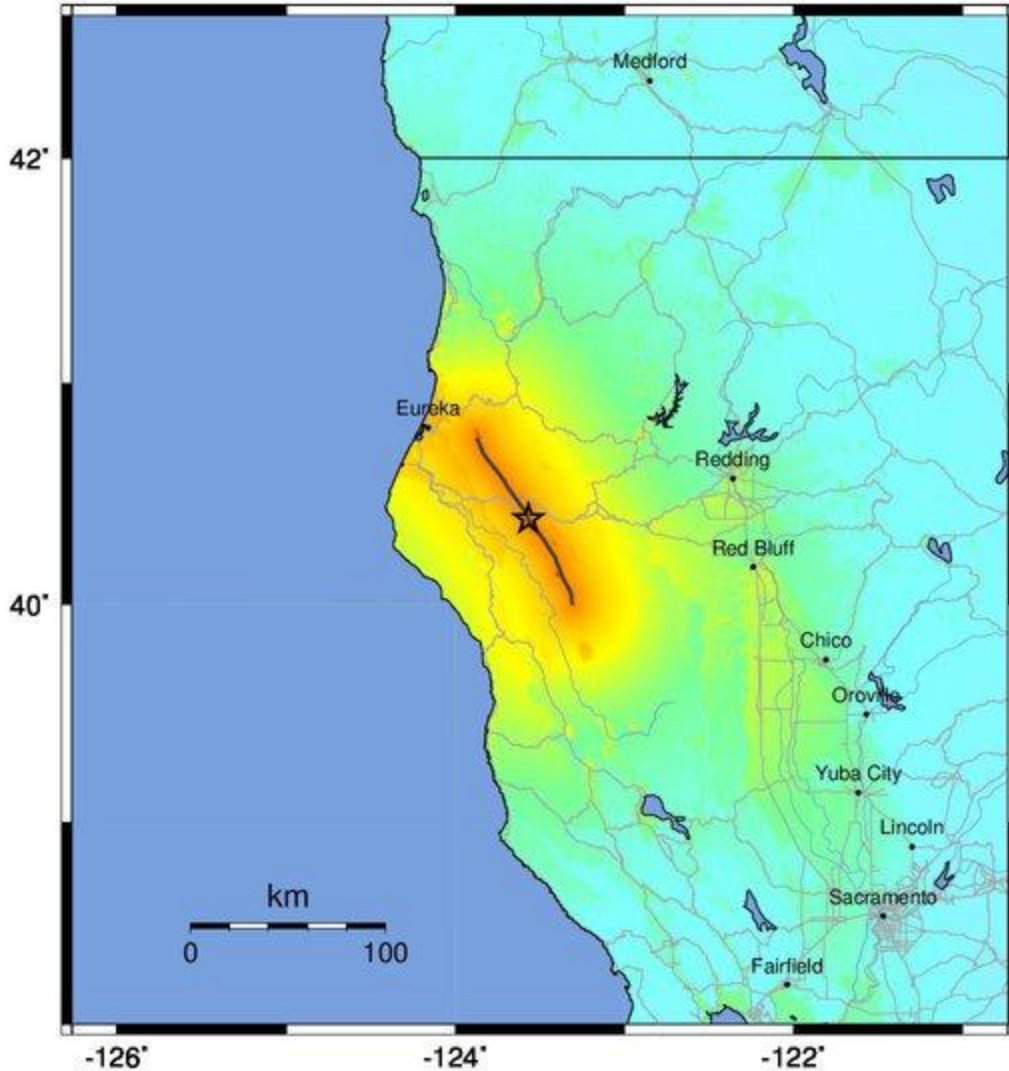 Medford
42°
Eureka
Redding
Red Bluff
40°
Chico
Oroville
Yuba City
Lincoln
km
Sacramento
0 100
Fairfield
-126° -124° -122°